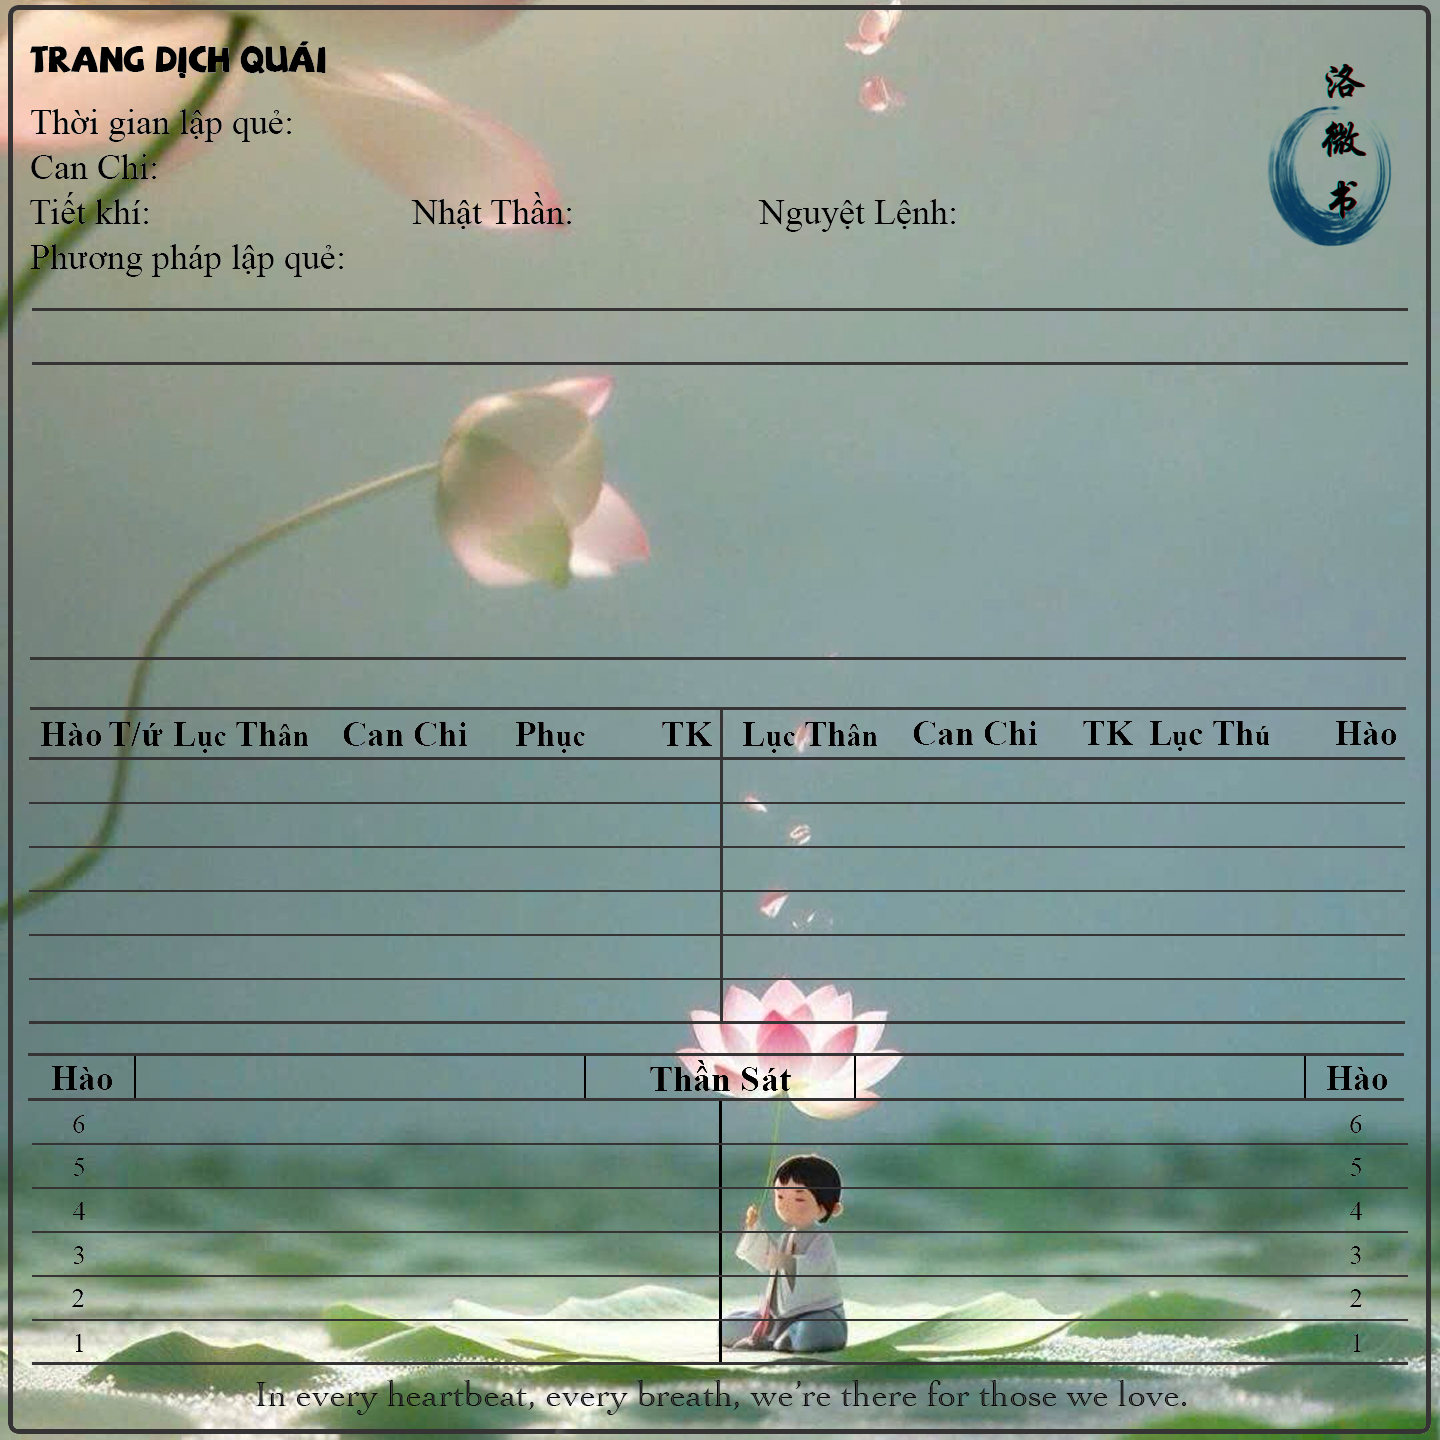 TRANG DỊCH QUÁI
洛
微
书
Thời gian lập quẻ:
Can Chi:
Tiết khí: Nhật Thần: Nguyệt Lệnh:
Phương pháp lập quẻ:
Hào T/ứ Lục Thân Can Chi Phục TK Lục Thân Can Chi TK Lục Thú Hào
Hào Thần Sát Hào
6 6
5 5
4 4
3 3
2 2
1 1
In every heartbeat, every breath, we're there for those we love.